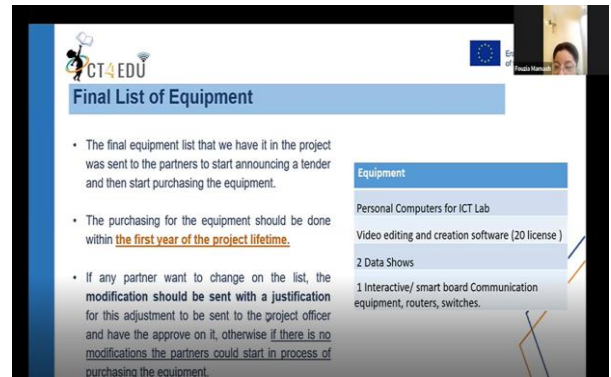 CT4EDU
Fouzia Hamash
Final List of Equipment
• The final equipment list that we have it in the project
was sent to the partners to start announcing a tender
and then start purchasing the equipment.
• The purchasing for the equipment should be done
within the first year of the project lifetime.
• If any partner want to change on the list, the
modification should be sent with a justification
for this adjustment to be sent to the project officer
and have the approve on it, otherwise if there is no
modifications the partners could start in process of
purchasing the equipment.
Equipment
Personal Computers for ICT Lab
Video editing and creation software (20 license )
2 Data Shows
1 Interactive/ smart board Communication
equipment, routers, switches.